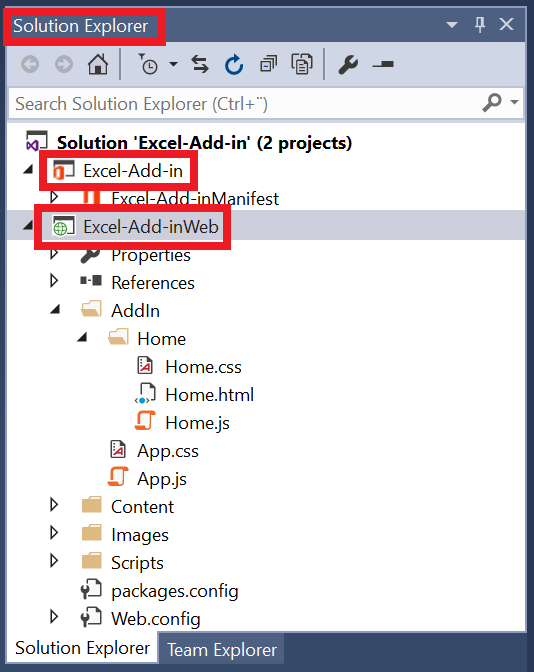 Solution Explorer
Search Solution Explorer (Ctrl+¨)
Solution 'Excel-Add-in' (2 projects)
Excel-Add-in
Excel-Add-inManifest
Excel-Add-inWeb
Properties
References
AddIn
Home
Home.css
Home.html
Home.js
App.css
App.js
Content
Images
Scripts
packages.config
Web.config
Solution Explorer Team Explorer